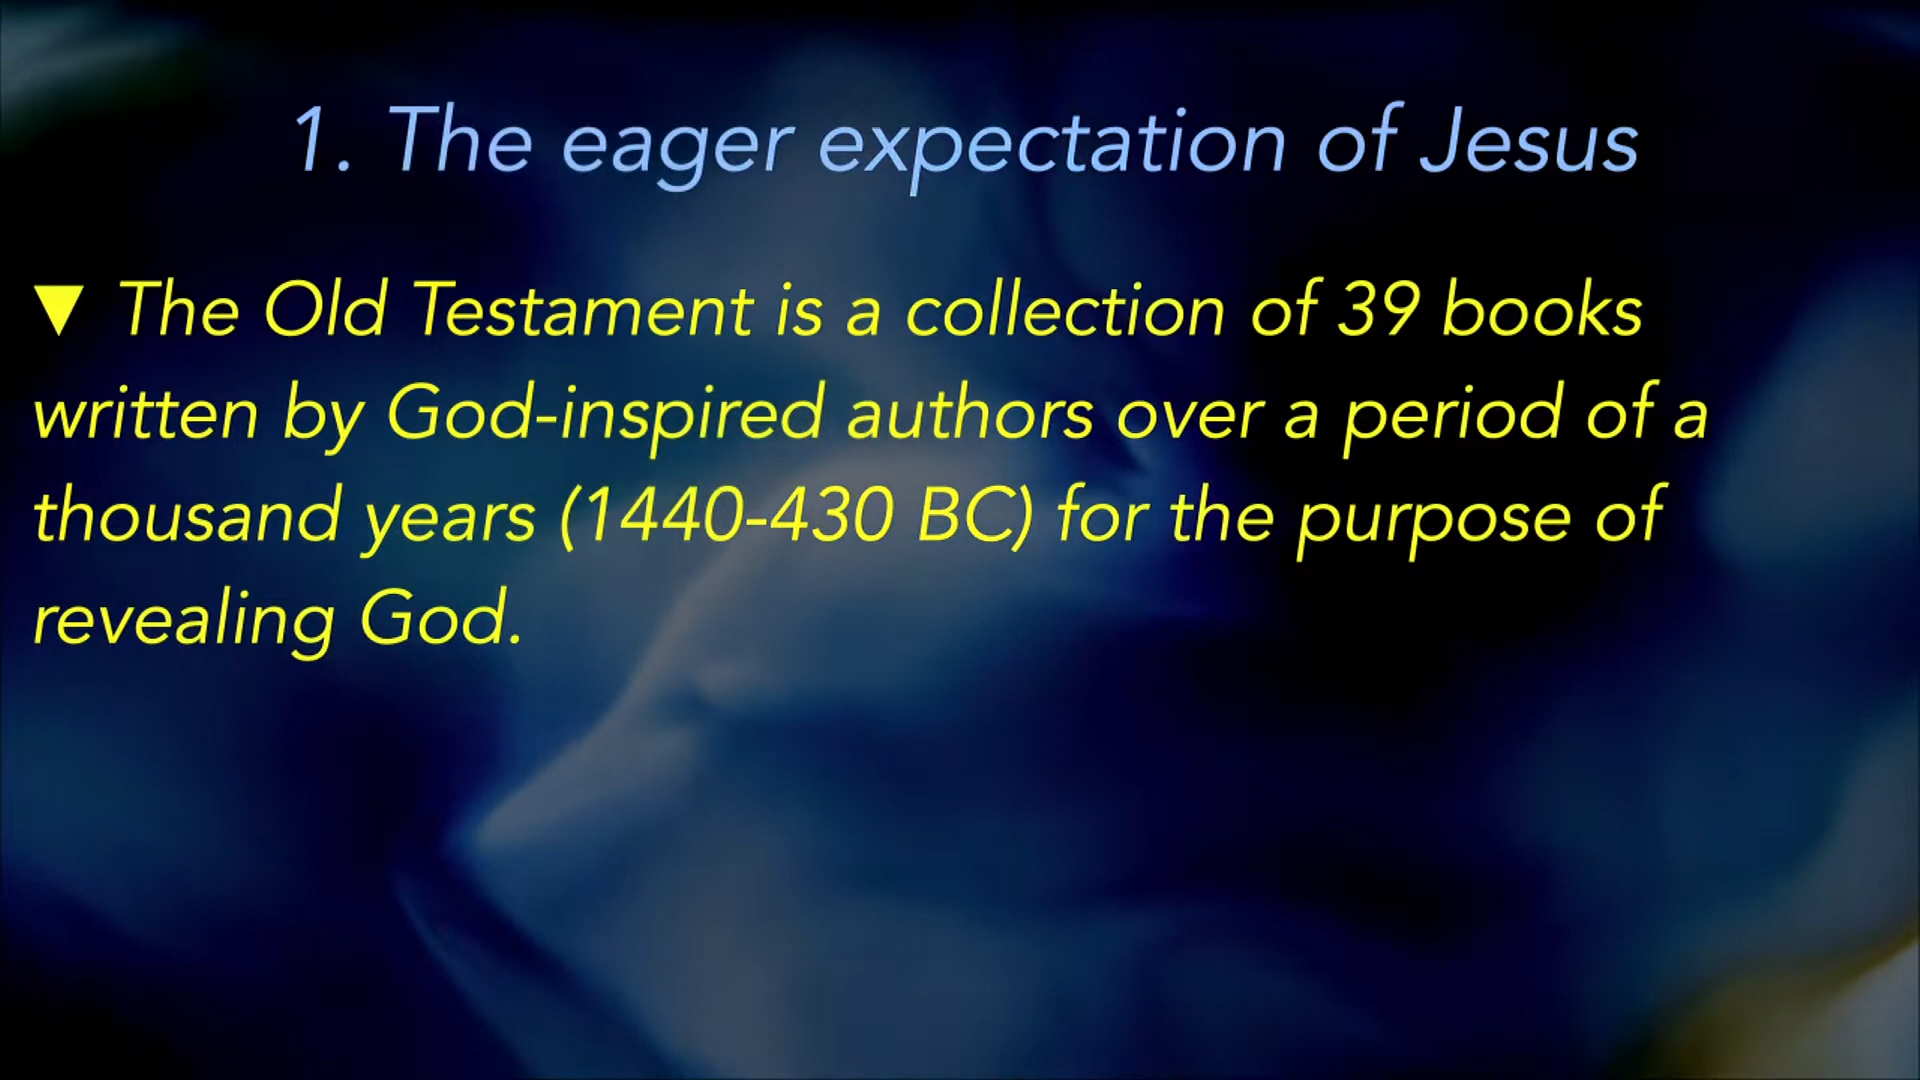 1. The eager expectation of Jesus
▼ The Old Testament is a collection of 39 books
written by God-inspired authors over a period of a
thousand years (1440-430 BC) for the purpose of
revealing God.